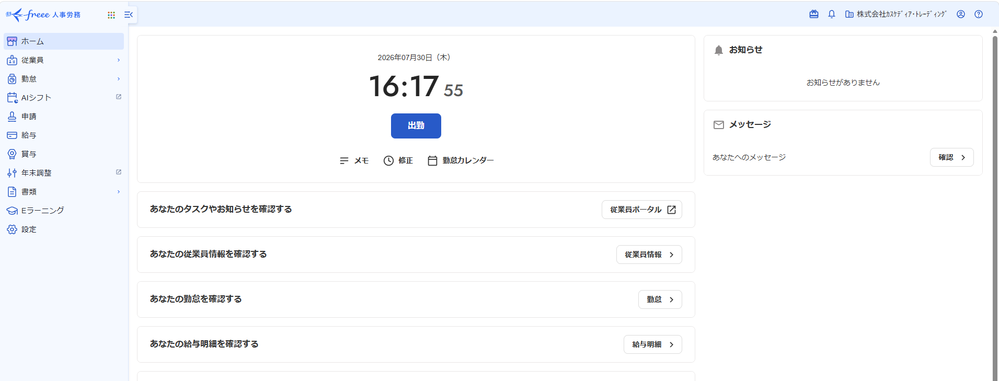 freee 人事労務
株式会社ｶｽｹﾃﾞｨｱ・ﾄﾚｰﾃﾞｨﾝｸﾞ
ホーム
従業員
勤怠
AIシフト
申請
給与
賞与
年末調整
書類
Eラーニング
設定
2026年07月30日（木）
16:17 55
出勤
メモ 修正 勤怠カレンダー
あなたのタスクやお知らせを確認する 従業員ポータル
あなたの従業員情報を確認する 従業員情報
あなたの勤怠を確認する 勤怠
あなたの給与明細を確認する 給与明細
お知らせ
お知らせがありません
メッセージ
あなたへのメッセージ 確認